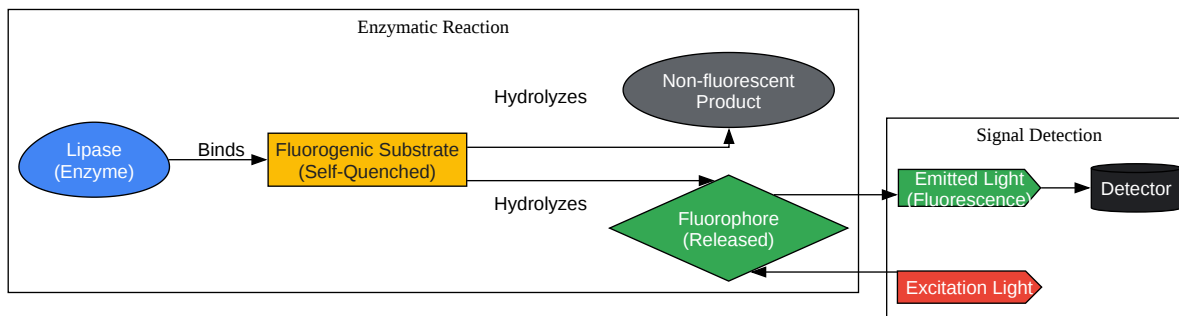 Enzymatic Reaction
Lipase
(Enzyme)
Binds
Fluorogenic Substrate
(Self-Quenched)
Hydrolyzes
Non-fluorescent
Product
Hydrolyzes
Fluorophore
(Released)
Signal Detection
Emitted Light
(Fluorescence)
Detector
Excitation Light